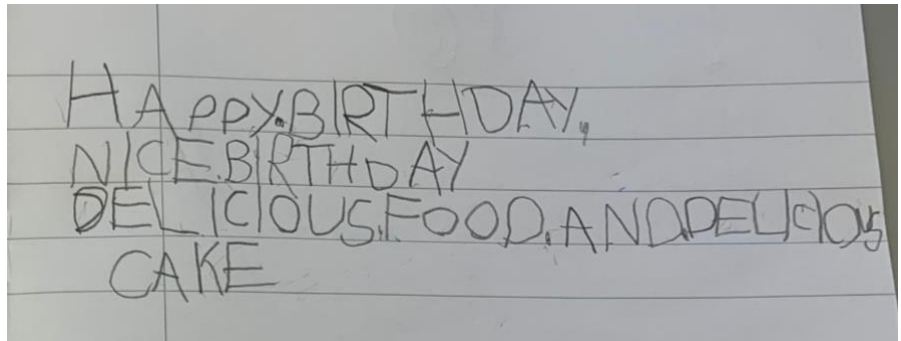 HAppy.BIRTHDAY,
NICE.BIRTHDAY
DELICIOUS.FOOD.AND.DELICIOUS
CAKE